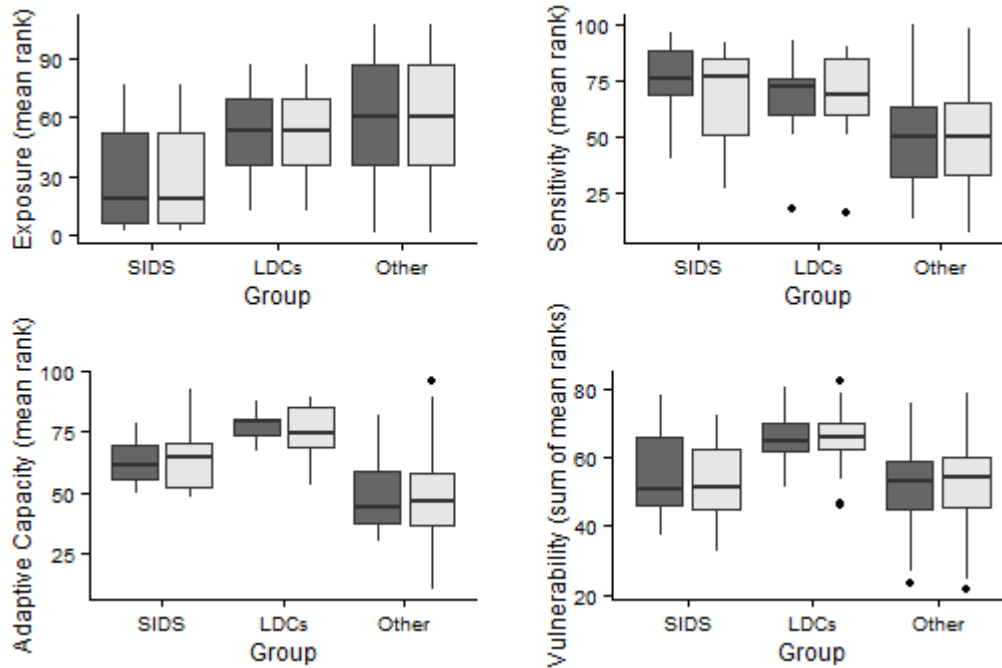 Exposure (mean rank)
90
60
30
0
SIDS LDCs Other
Group
Sensitivity (mean rank)
100
75
50
25
SIDS LDCs Other
Group
Adaptive Capacity (mean rank)
100
75
50
25
SIDS LDCs Other
Group
Vulnerability (sum of mean ranks)
80
60
40
20
SIDS LDCs Other
Group